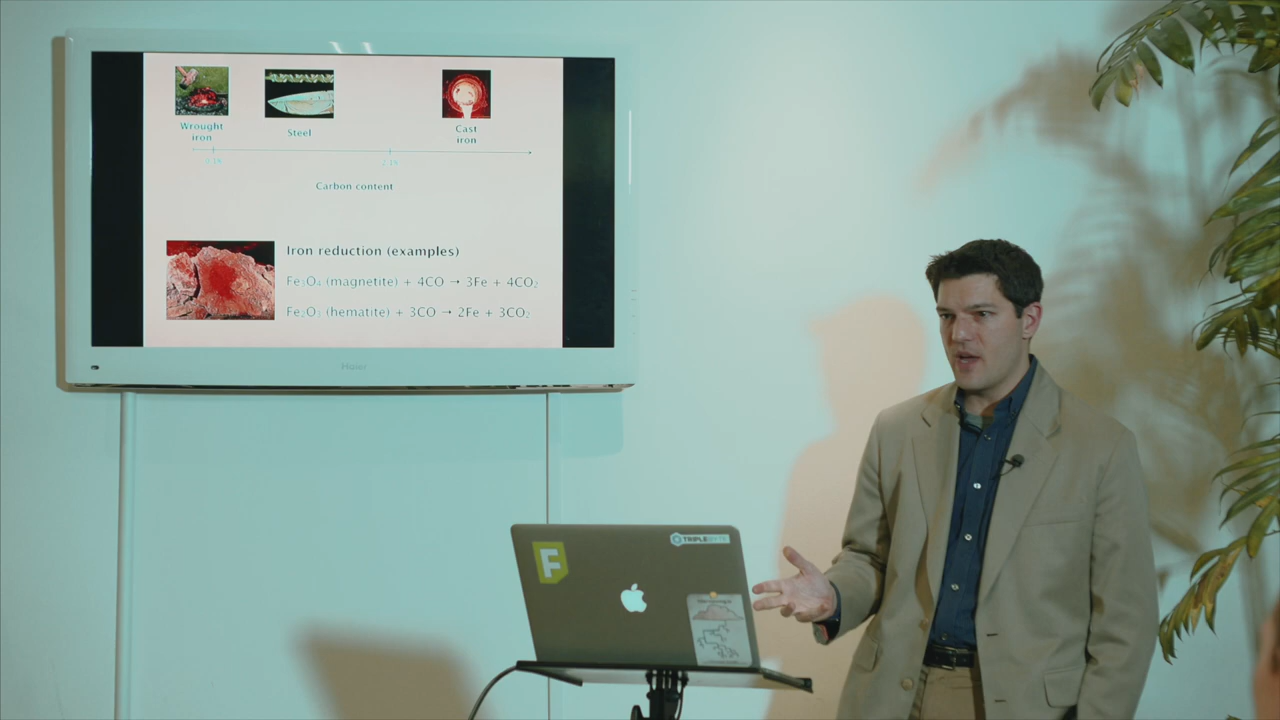 Wrought
iron
Steel
Cast
iron
Carbon content
Iron reduction (examples)
Fe₃O₄ (magnetite) + 4CO → 3Fe + 4CO₂
Fe₂O₃ (hematite) + 3CO → 2Fe + 3CO₂
Haier
F
TRIPLEBYTE